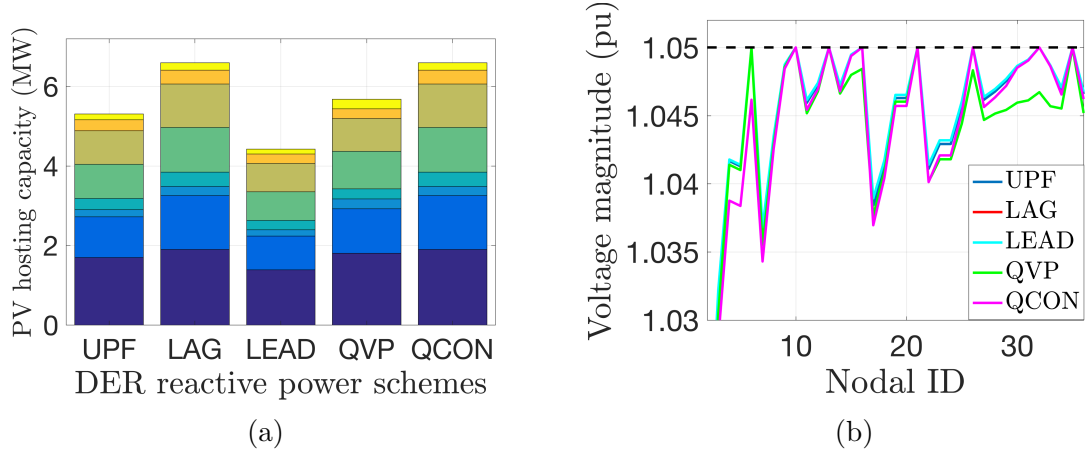 PV hosting capacity (MW)
6
4
2
0
UPF LAG LEAD QVP QCON
DER reactive power schemes
(a)
Voltage magnitude (pu)
1.05
1.045
1.04
1.035
1.03
UPF
LAG
LEAD
QVP
QCON
10 20 30
Nodal ID
(b)